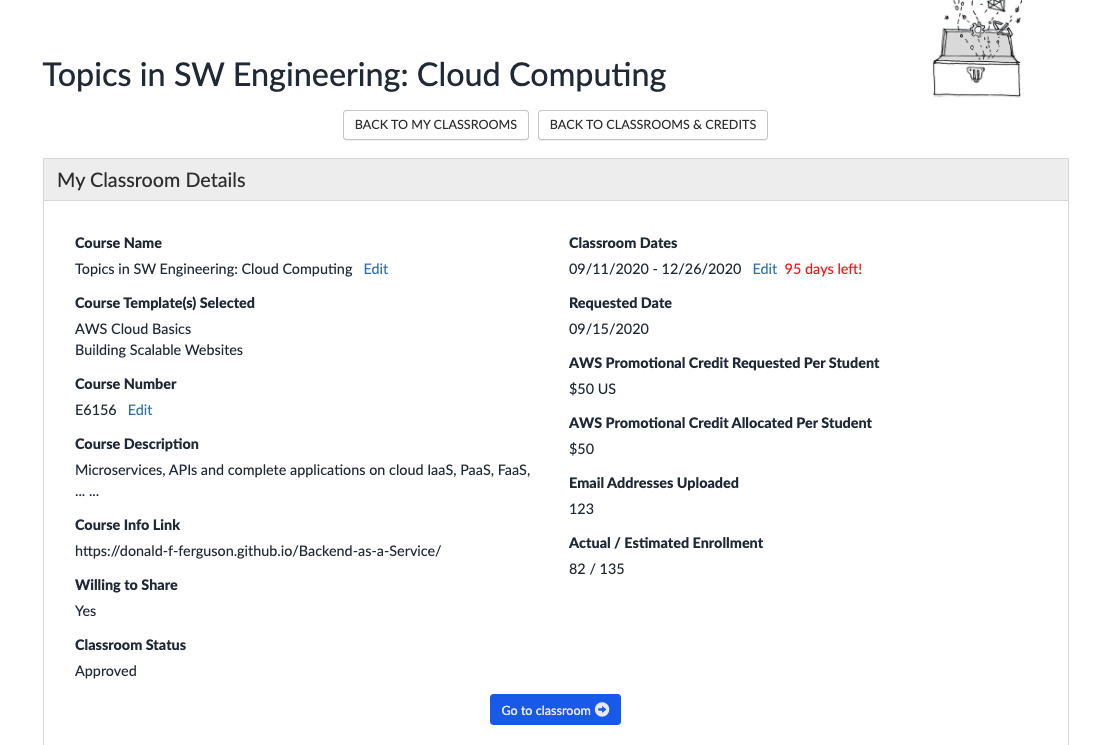 Topics in SW Engineering: Cloud Computing
BACK TO MY CLASSROOMS
BACK TO CLASSROOMS & CREDITS
My Classroom Details
Course Name
Topics in SW Engineering: Cloud Computing Edit
Course Template(s) Selected
AWS Cloud Basics
Building Scalable Websites
Course Number
E6156 Edit
Course Description
Microservices, APIs and complete applications on cloud IaaS, PaaS, FaaS,
... ...
Course Info Link
https://donald-f-ferguson.github.io/Backend-as-a-Service/
Willing to Share
Yes
Classroom Status
Approved
Classroom Dates
09/11/2020 - 12/26/2020 Edit 95 days left!
Requested Date
09/15/2020
AWS Promotional Credit Requested Per Student
$50 US
AWS Promotional Credit Allocated Per Student
$50
Email Addresses Uploaded
123
Actual / Estimated Enrollment
82 / 135
Go to classroom